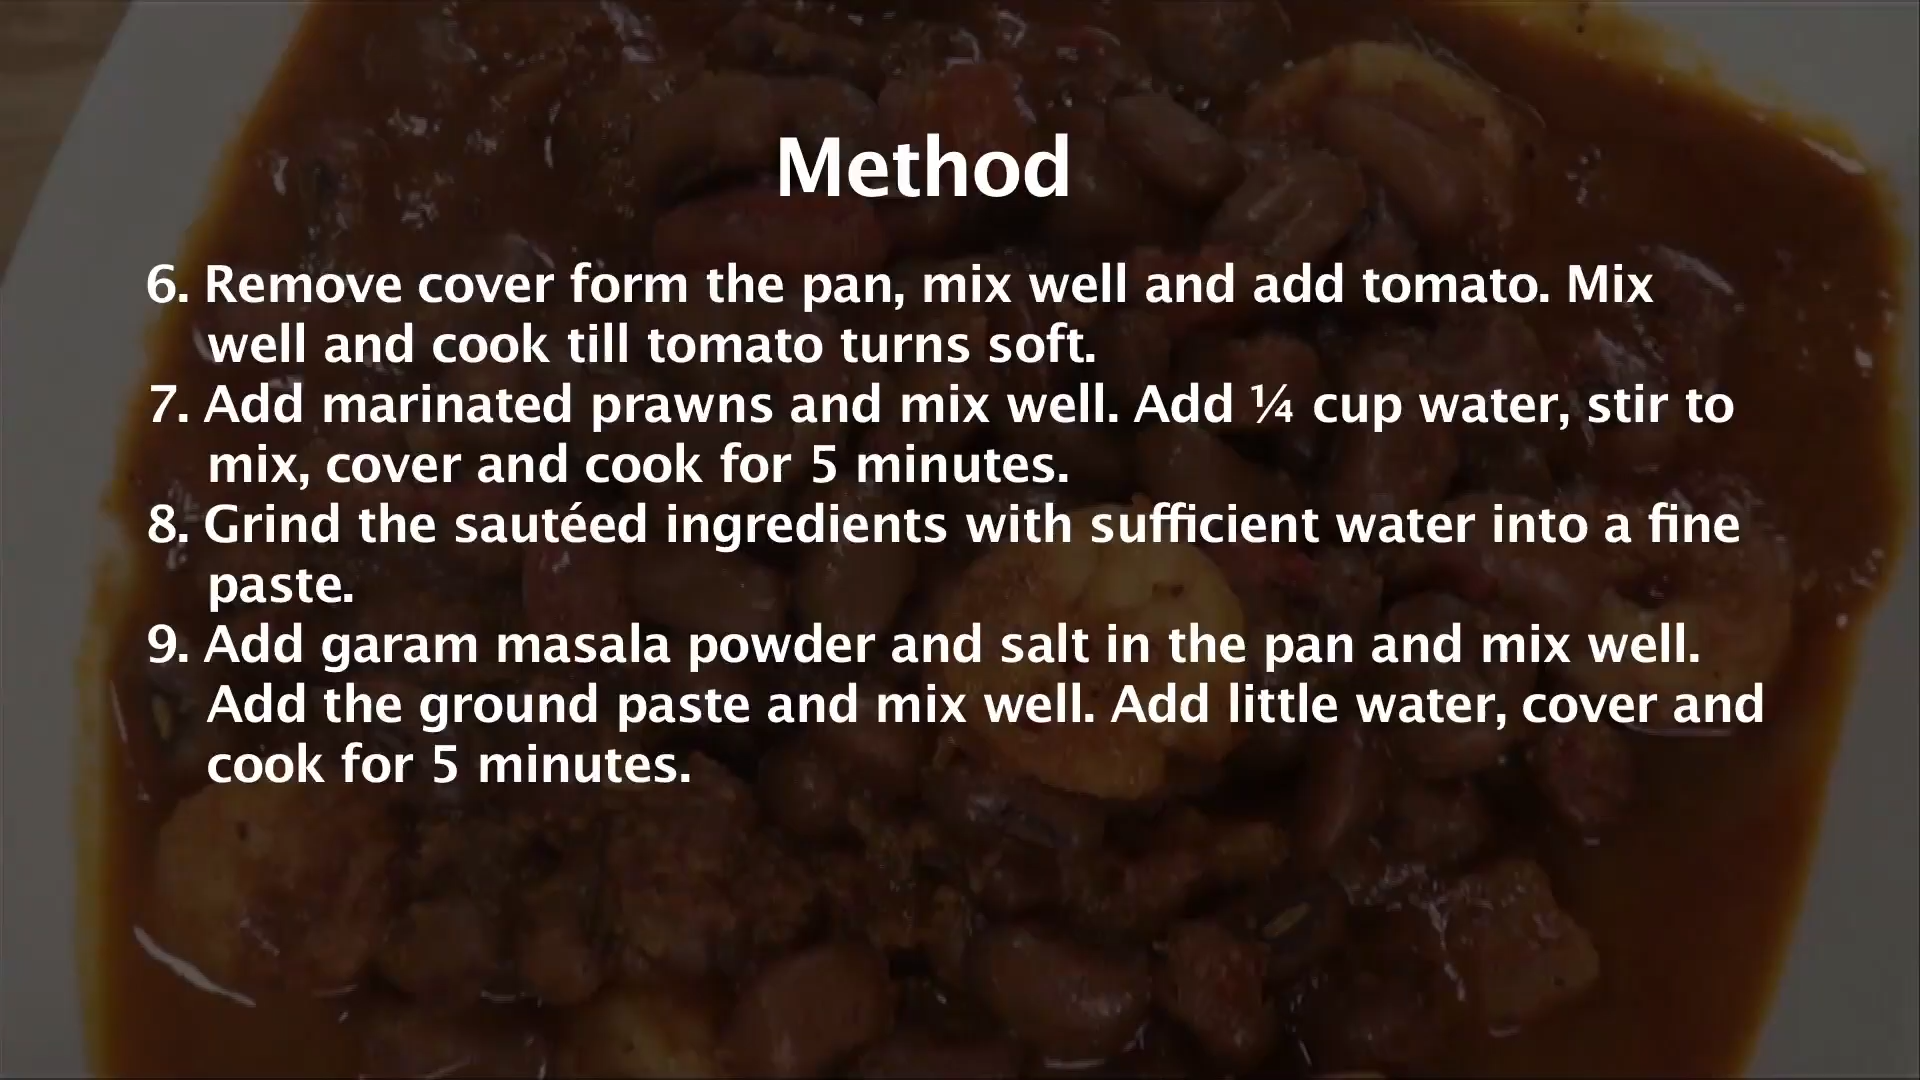 Method
6. Remove cover form the pan, mix well and add tomato. Mix
well and cook till tomato turns soft.
7. Add marinated prawns and mix well. Add ¼ cup water, stir to
mix, cover and cook for 5 minutes.
8. Grind the sautéed ingredients with sufficient water into a fine
paste.
9. Add garam masala powder and salt in the pan and mix well.
Add the ground paste and mix well. Add little water, cover and
cook for 5 minutes.